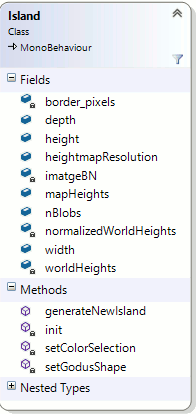 Island
Class
MonoBehaviour
Fields
border_pixels
depth
height
heightmapResolution
imatgeBN
mapHeights
nBlobs
normalizedWorldHeights
width
worldHeights
Methods
generateNewIsland
init
setColorSelection
setGodusShape
Nested Types